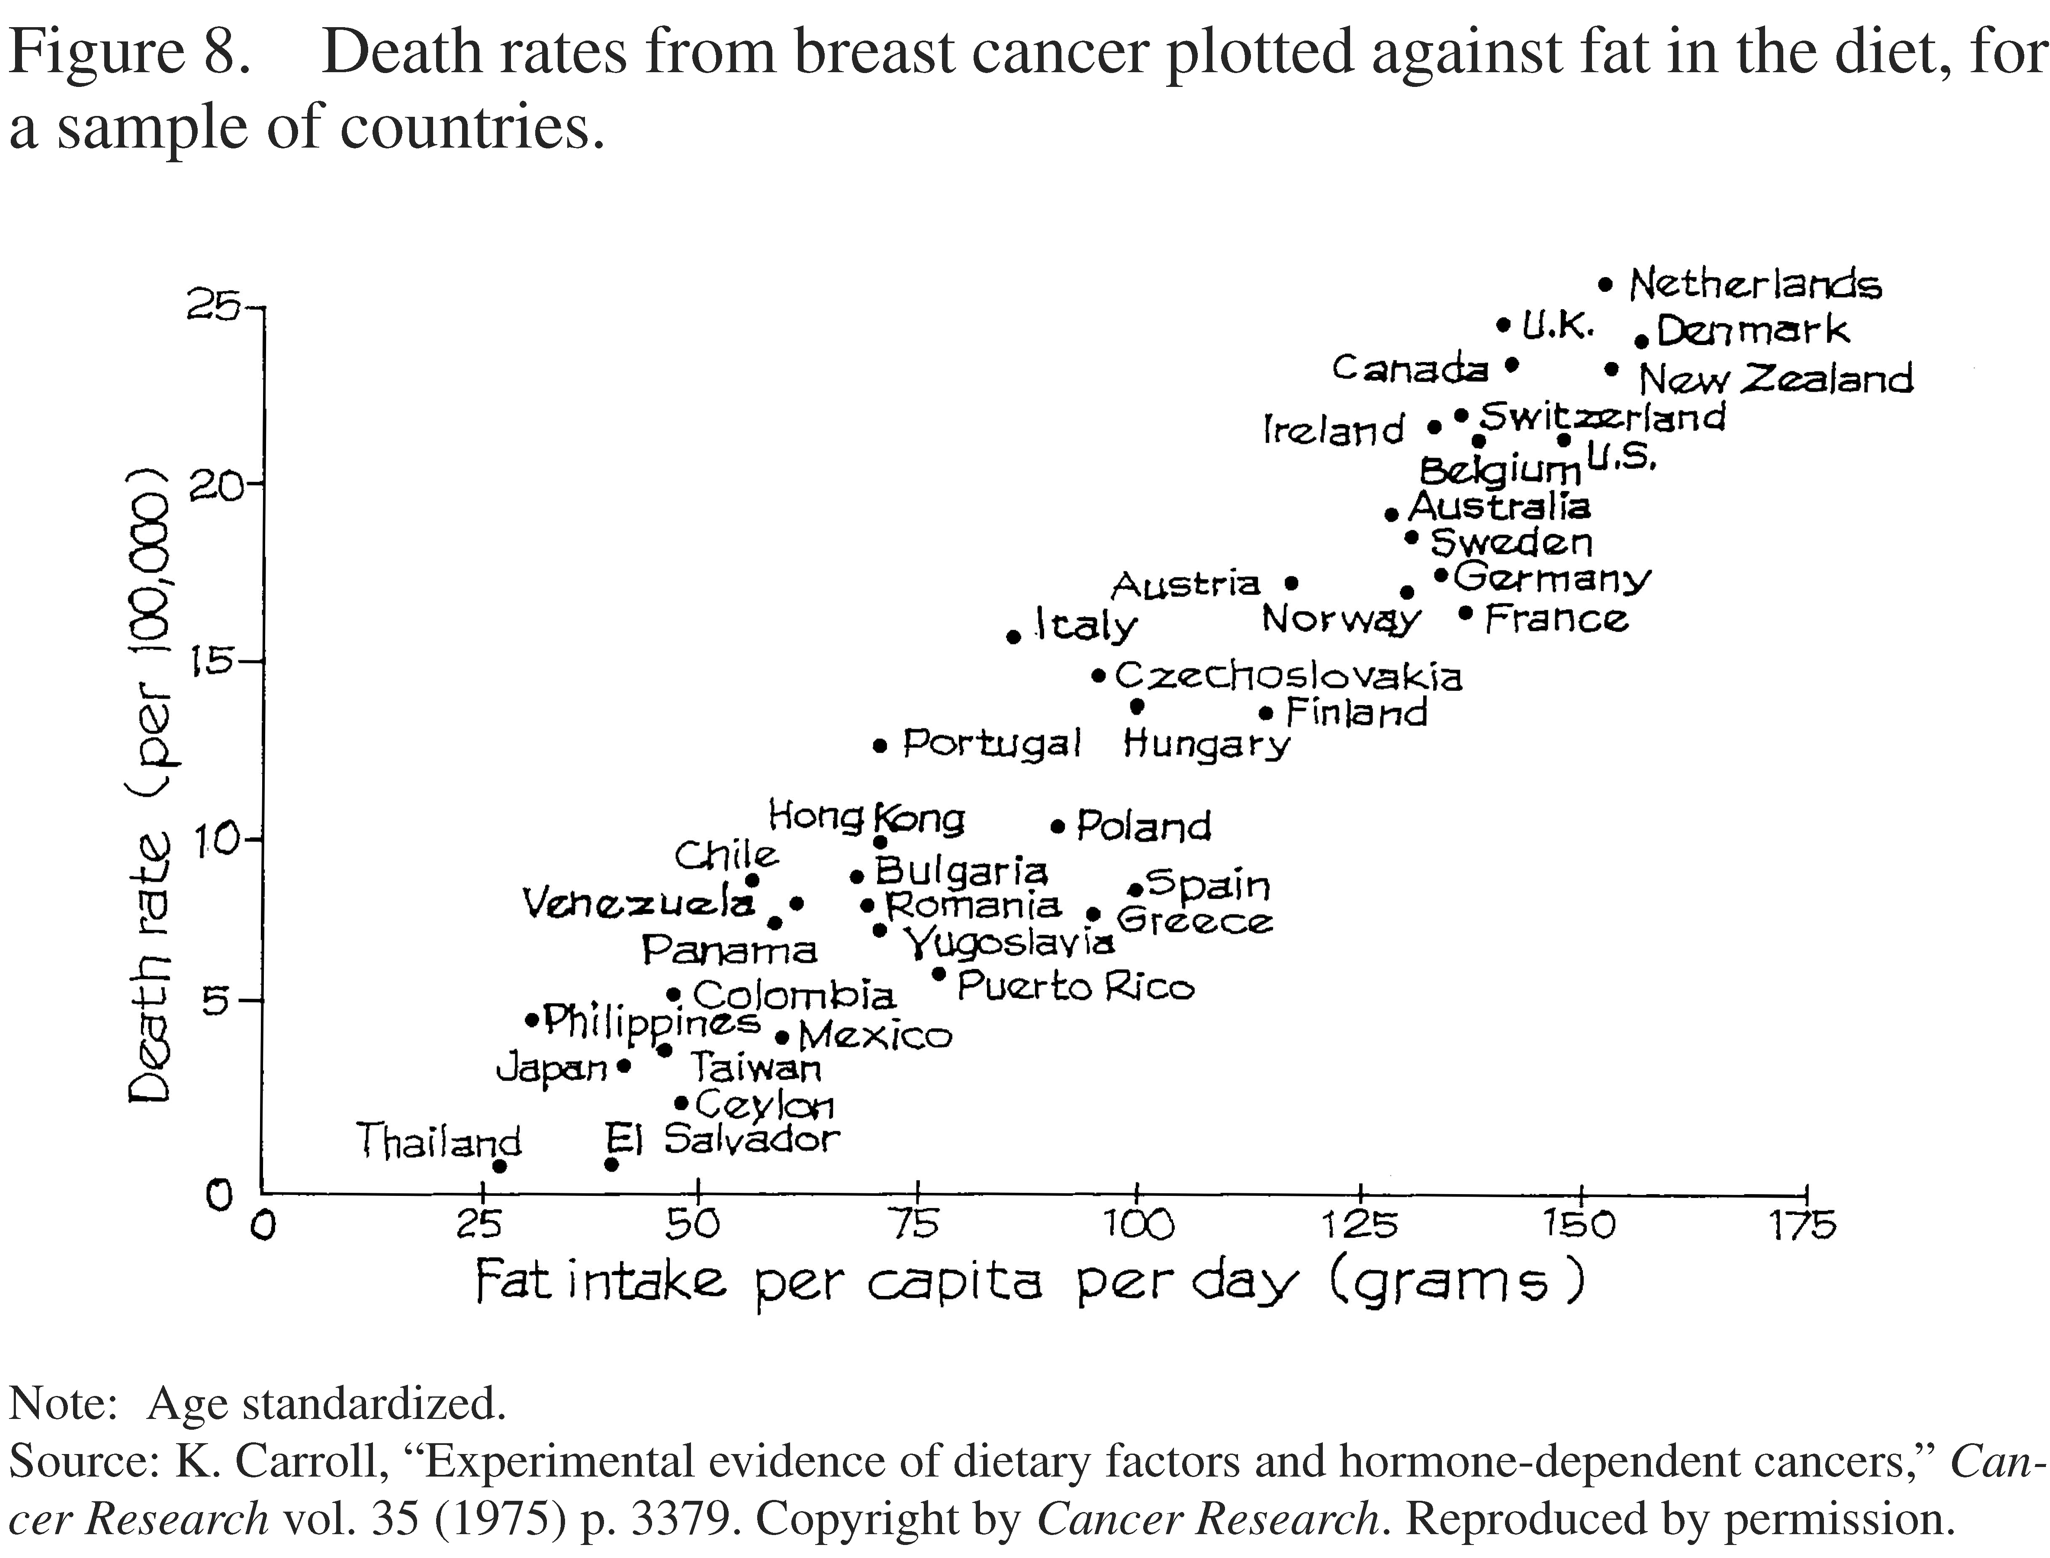 Figure 8. Death rates from breast cancer plotted against fat in the diet, for
a sample of countries.
Netherlands
25
U.K.
Denmark
Canada
New Zealand
Switzerland
Ireland
U.S.
Belgium
20
Australia
Sweden
Germany
Austria
Norway
France
Italy
15
Czechoslovakia
Finland
Portugal
Hungary
Hong Kong
Poland
10
Chile
Bulgaria
Spain
Venezuela
Romania
Greece
Yugoslavia
Panama
Puerto Rico
5
Colombia
Philippines
Mexico
Japan
Taiwan
Ceylon
El Salvador
Thailand
0
Death rate (per 100,000)
0 25 50 75 100 125 150 175
Fat intake per capita per day (grams)
Note: Age standardized.
Source: K. Carroll, “Experimental evidence of dietary factors and hormone-dependent cancers,” Can-
cer Research vol. 35 (1975) p. 3379. Copyright by Cancer Research. Reproduced by permission.